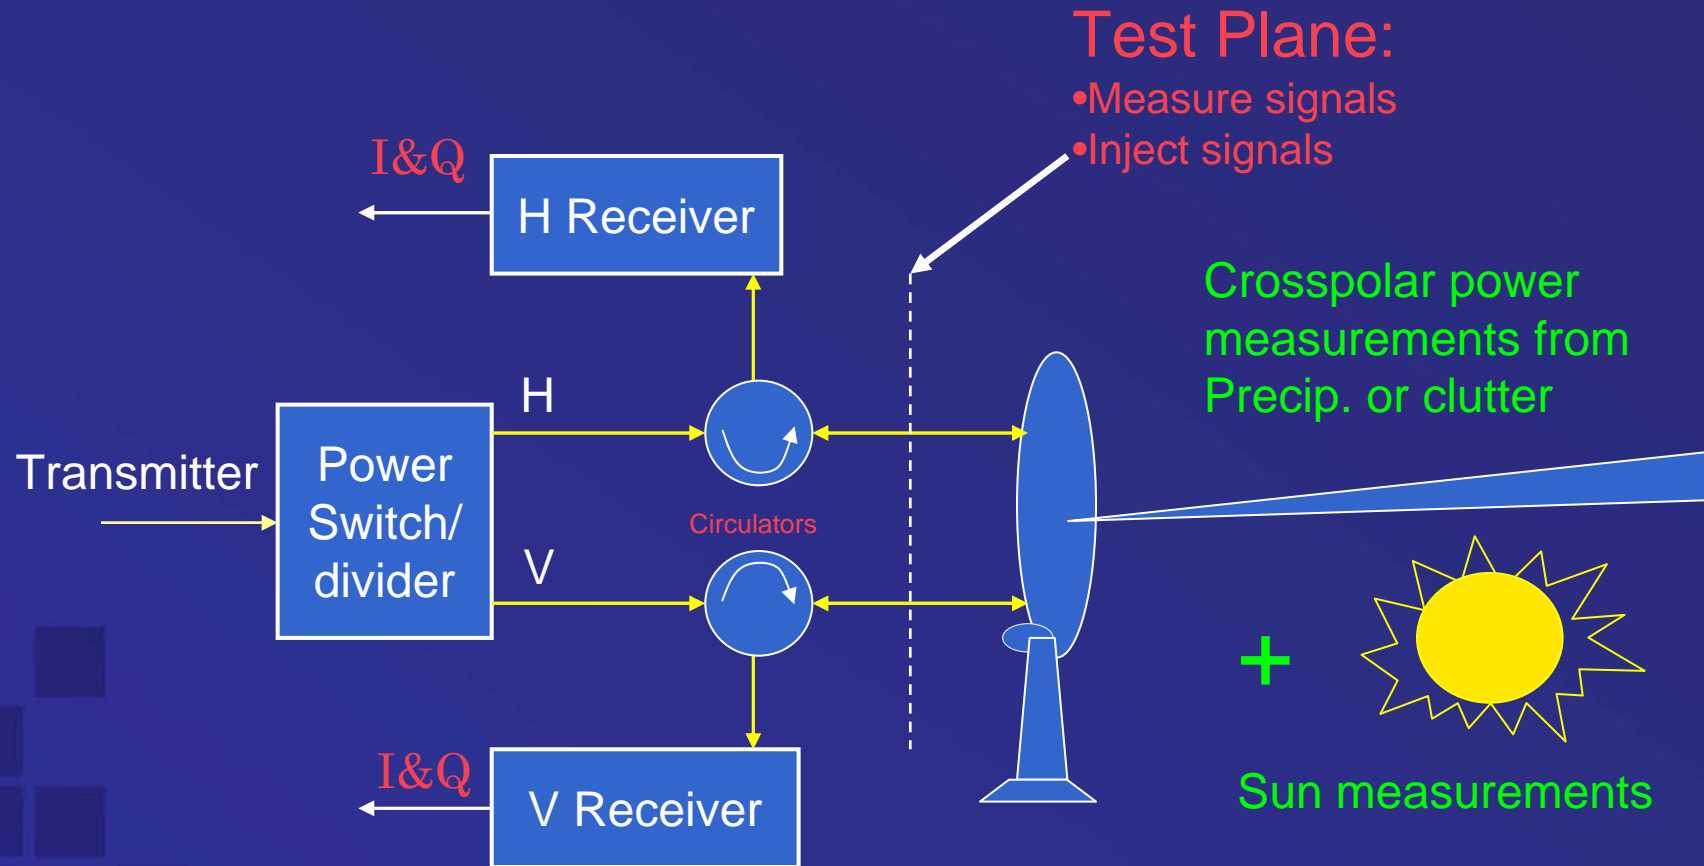 Test Plane:
•Measure signals
•Inject signals
I&Q
H Receiver
Crosspolar power
measurements from
Precip. or clutter
H
Transmitter
Power
Switch/
divider
Circulators
V
+
I&Q
V Receiver
Sun measurements